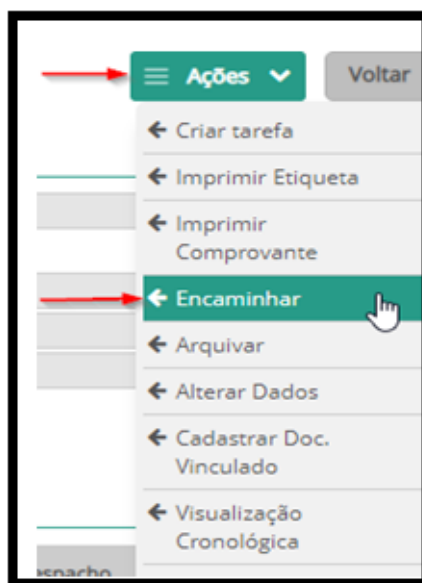 Ações
Voltar
Criar tarefa
Imprimir Etiqueta
Imprimir
Comprovante
Encaminhar
Arquivar
Alterar Dados
Cadastrar Doc.
Vinculado
Visualização
Cronológica